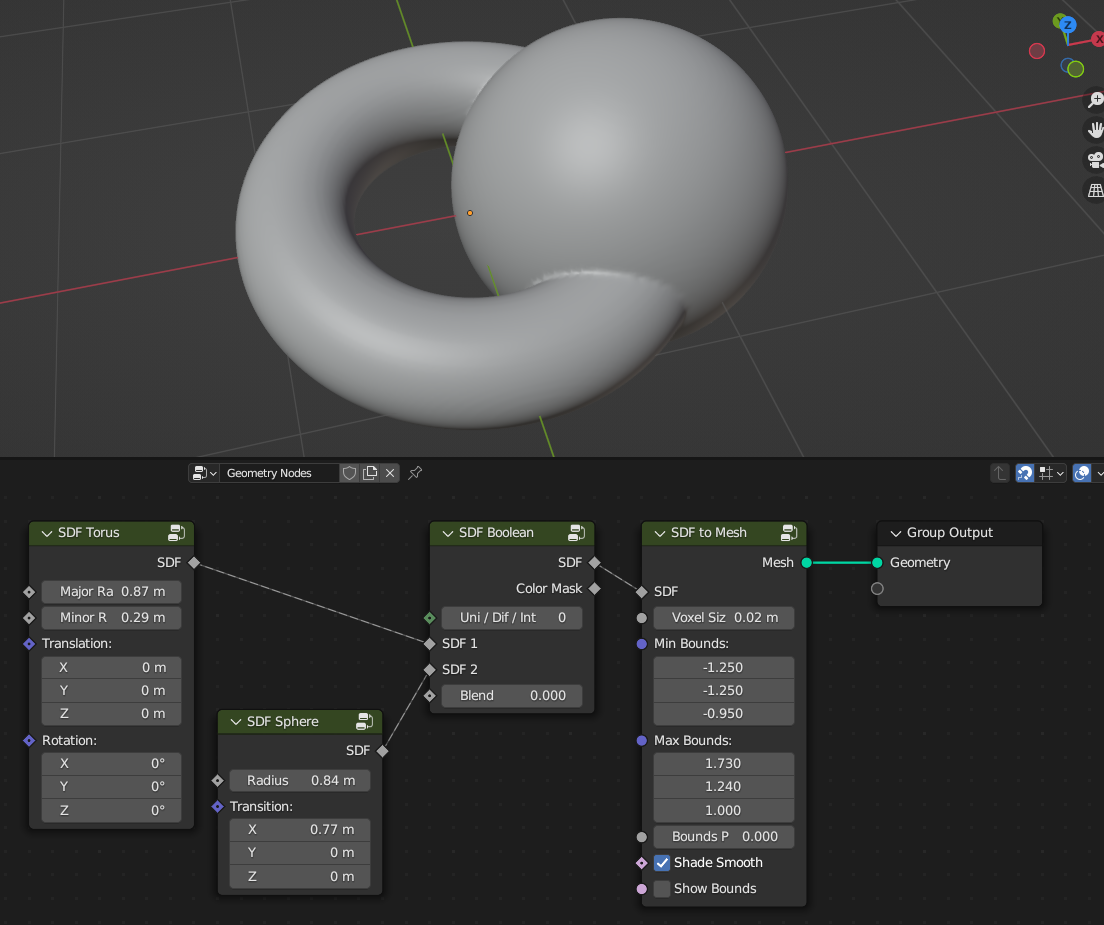 Y
Z
X
Geometry Nodes
SDF Torus
SDF
Major Ra 0.87 m
Minor R 0.29 m
Translation:
X 0 m
Y 0 m
Z 0 m
Rotation:
X 0°
Y 0°
Z 0°
SDF Sphere
SDF
Radius 0.84 m
Transition:
X 0.77 m
Y 0 m
Z 0 m
SDF Boolean
SDF
Color Mask
Uni / Dif / Int 0
SDF 1
SDF 2
Blend 0.000
SDF to Mesh
Mesh
SDF
Voxel Siz 0.02 m
Min Bounds:
-1.250
-1.250
-0.950
Max Bounds:
1.730
1.240
1.000
Bounds P 0.000
Shade Smooth
Show Bounds
Group Output
Geometry